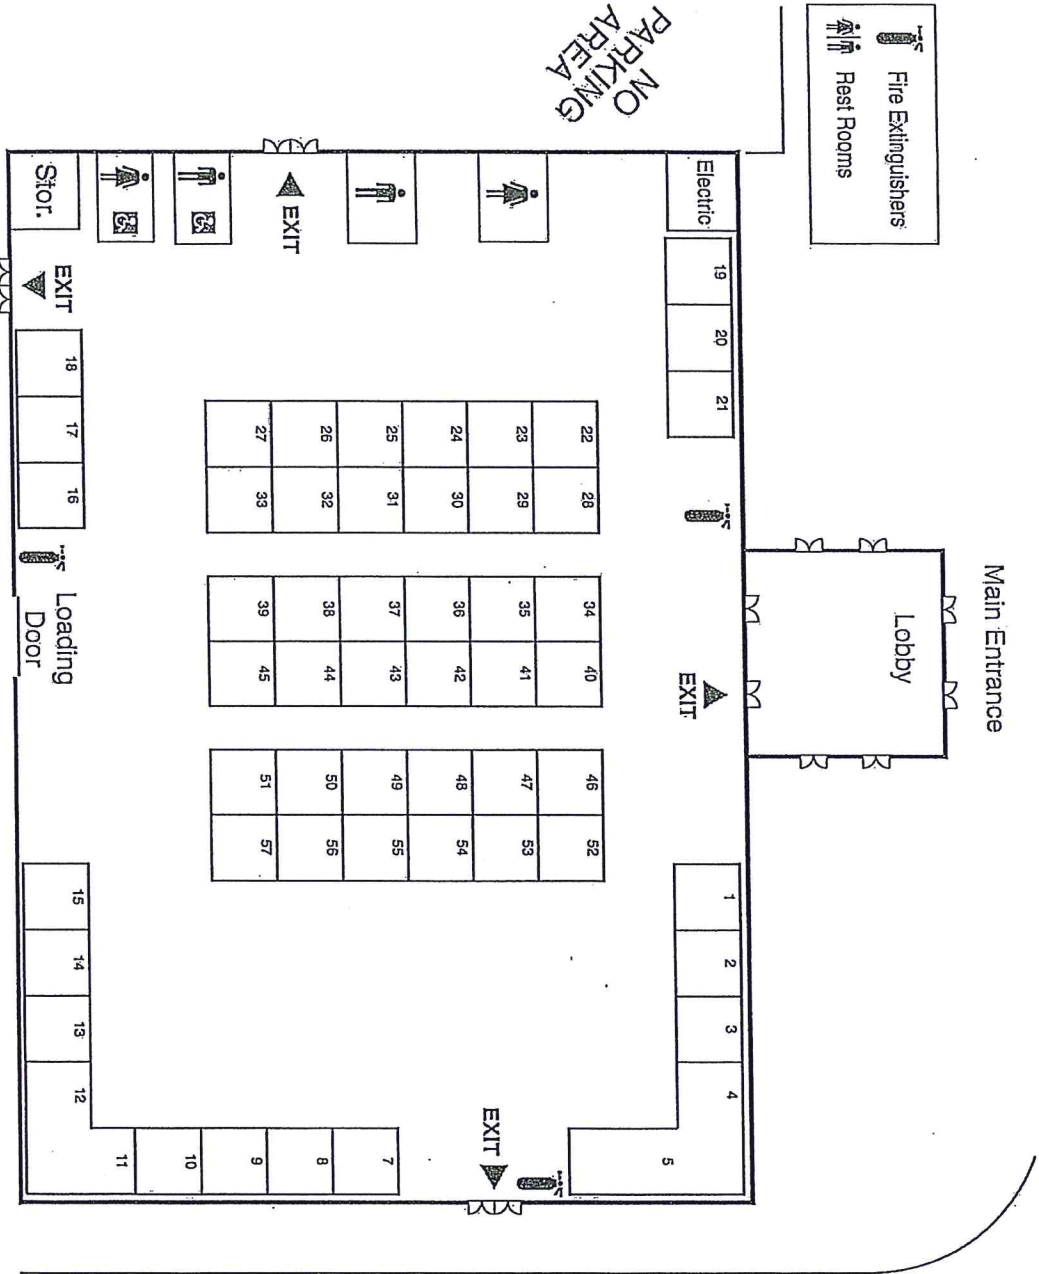 Main Entrance
Fire Extinguishers
Rest Rooms
Lobby
NO
PARKING
AREA
Electric
19 20 21
EXIT
1 2 3 4
5
22 28 34 40 46 52
23 29 35 41 47 53
EXIT
24 30 36 42 48 54
25 31 37 43 49 55
7
26 32 38 44 50 56
8
EXIT
27 33 39 45 51 57
9
10
11
18 17 16
15 14 13 12
EXIT
Stor.
Loading
Door